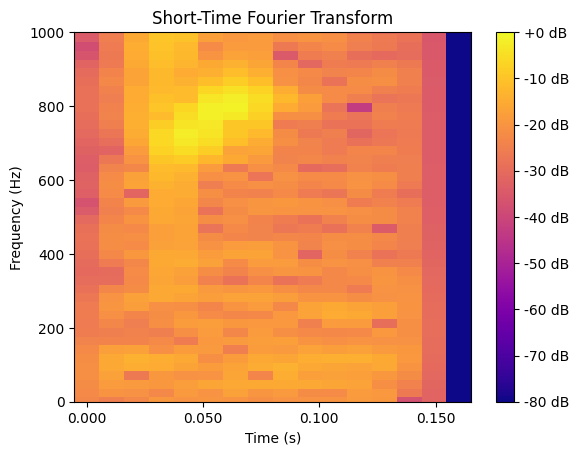 Short-Time Fourier Transform
Frequency (Hz)
1000
800
600
400
200
0
0.000
0.050
0.100
0.150
Time (s)
+0 dB
-10 dB
-20 dB
-30 dB
-40 dB
-50 dB
-60 dB
-70 dB
-80 dB